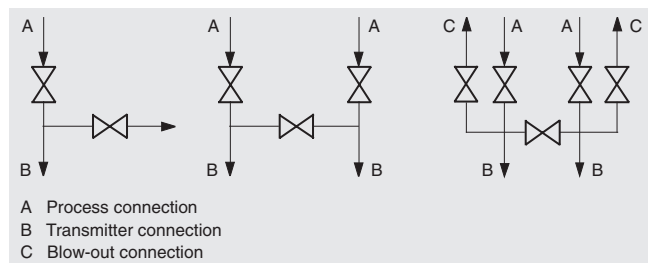 A A A C A A C
B B B B B
A Process connection
B Transmitter connection
C Blow-out connection